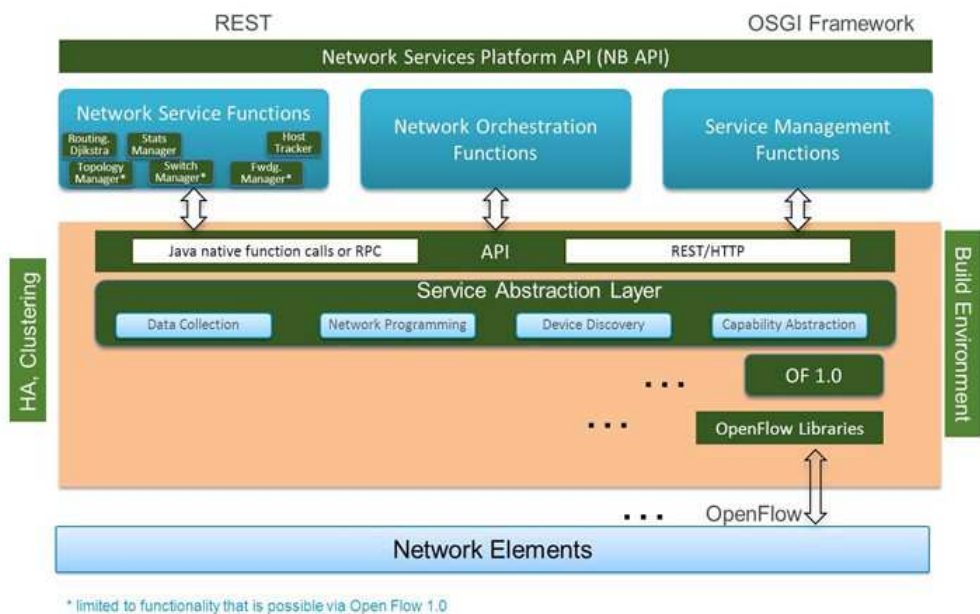 REST
OSGI Framework
Network Services Platform API (NB API)
Network Service Functions
Routing. Djikstra
Stats Manager
Host Tracker
Topology Manager*
Switch Manager*
Fwdg. Manager*
Network Orchestration
Functions
Service Management
Functions
HA, Clustering
Java native function calls or RPC
API
REST/HTTP
Service Abstraction Layer
Data Collection
Network Programming
Device Discovery
Capability Abstraction
... OF 1.0
... OpenFlow Libraries
Build Environment
... OpenFlow
Network Elements
* limited to functionality that is possible via Open Flow 1.0